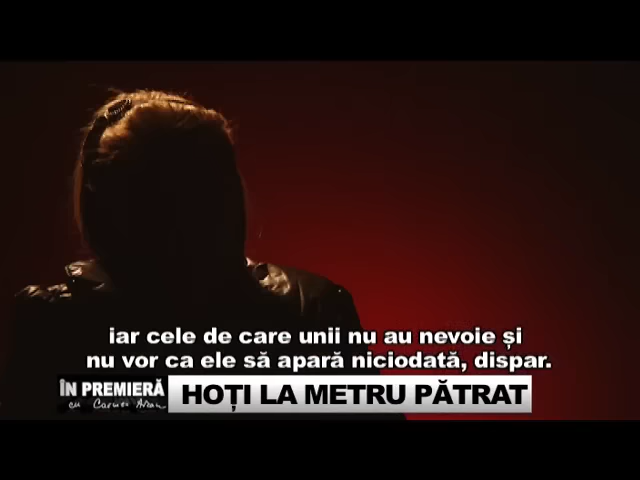 iar cele de care unii nu au nevoie și
nu vor ca ele să apară niciodată, dispar.
ÎN PREMIERĂ
cu Carmen Avram
HOȚI LA METRU PĂTRAT